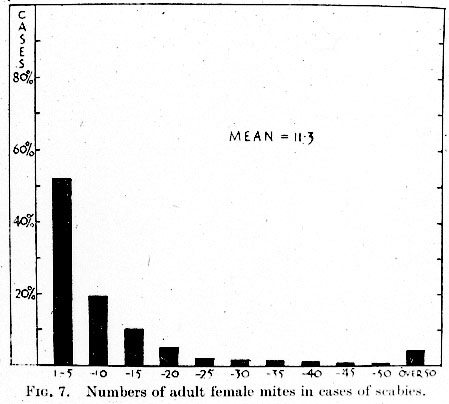 CASES
80%
MEAN = 11·3
60%
40%
20%
1-5 -10 -15 -20 -25 -30 -35 -40 -45 -50 OVER 50
FIG. 7. Numbers of adult female mites in cases of scabies.